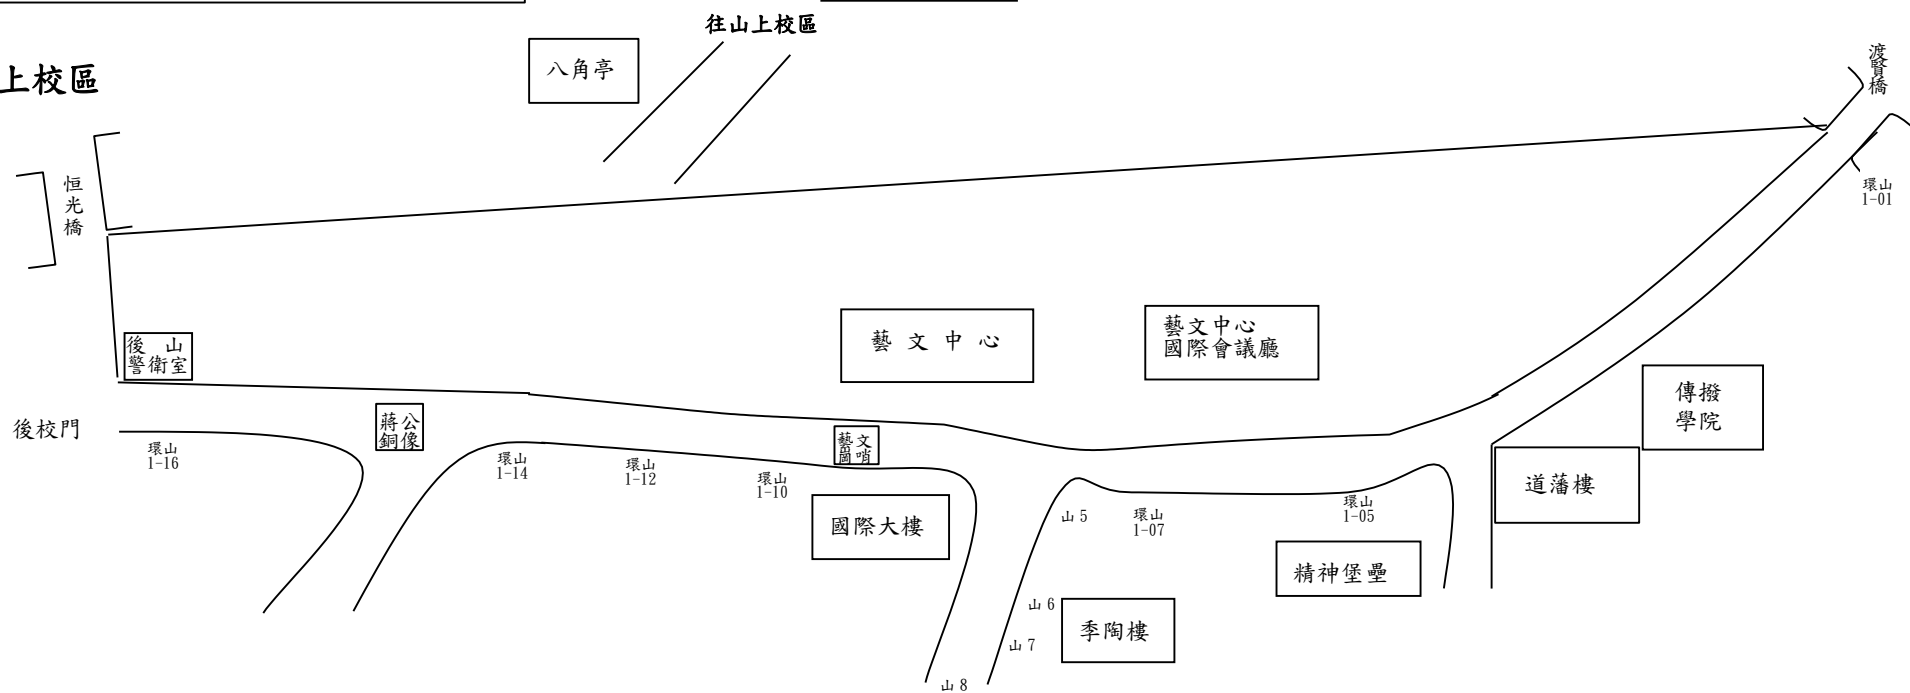 往山上校區
八角亭
上校區
渡賢橋
恒光橋
環山
1-01
後 山
警衛室
藝 文 中 心
藝文中心
國際會議廳
傳撥
學院
後校門
蔣公
銅像
藝文
崗哨
環山
1-16
環山
1-14
環山
1-12
環山
1-10
國際大樓
山 5
環山
1-07
環山
1-05
道藩樓
精神堡壘
山 6
季陶樓
山 7
山 8